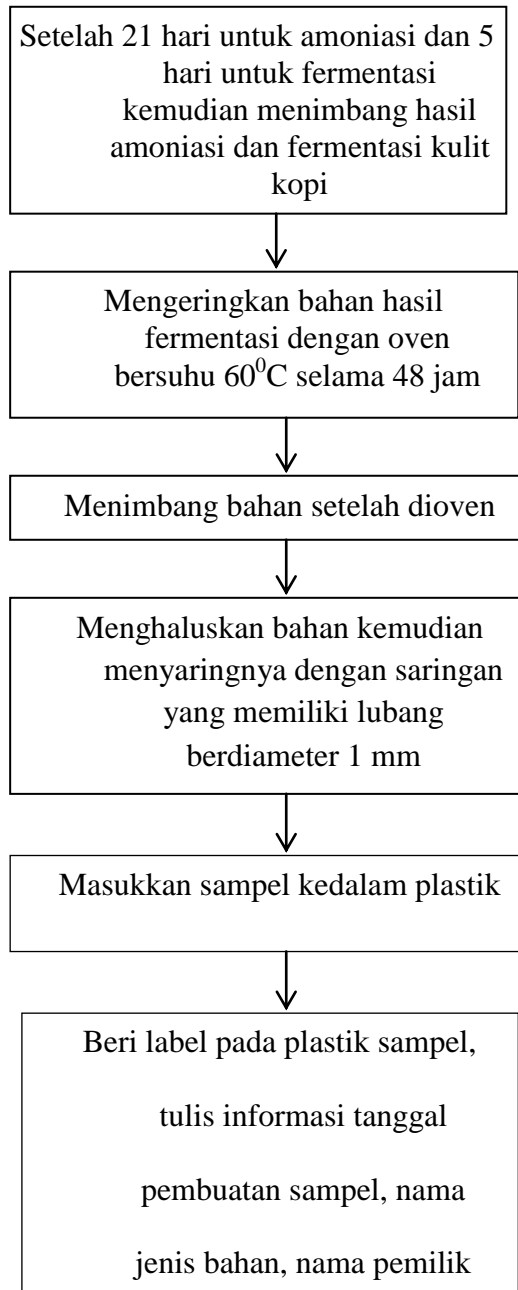 Setelah 21 hari untuk amoniasi dan 5
hari untuk fermentasi
kemudian menimbang hasil
amoniasi dan fermentasi kulit
kopi
Mengeringkan bahan hasil
fermentasi dengan oven
bersuhu 60⁰C selama 48 jam
Menimbang bahan setelah dioven
Menghaluskan bahan kemudian
menyaringnya dengan saringan
yang memiliki lubang
berdiameter 1 mm
Masukkan sampel kedalam plastik
Beri label pada plastik sampel,
tulis informasi tanggal
pembuatan sampel, nama
jenis bahan, nama pemilik